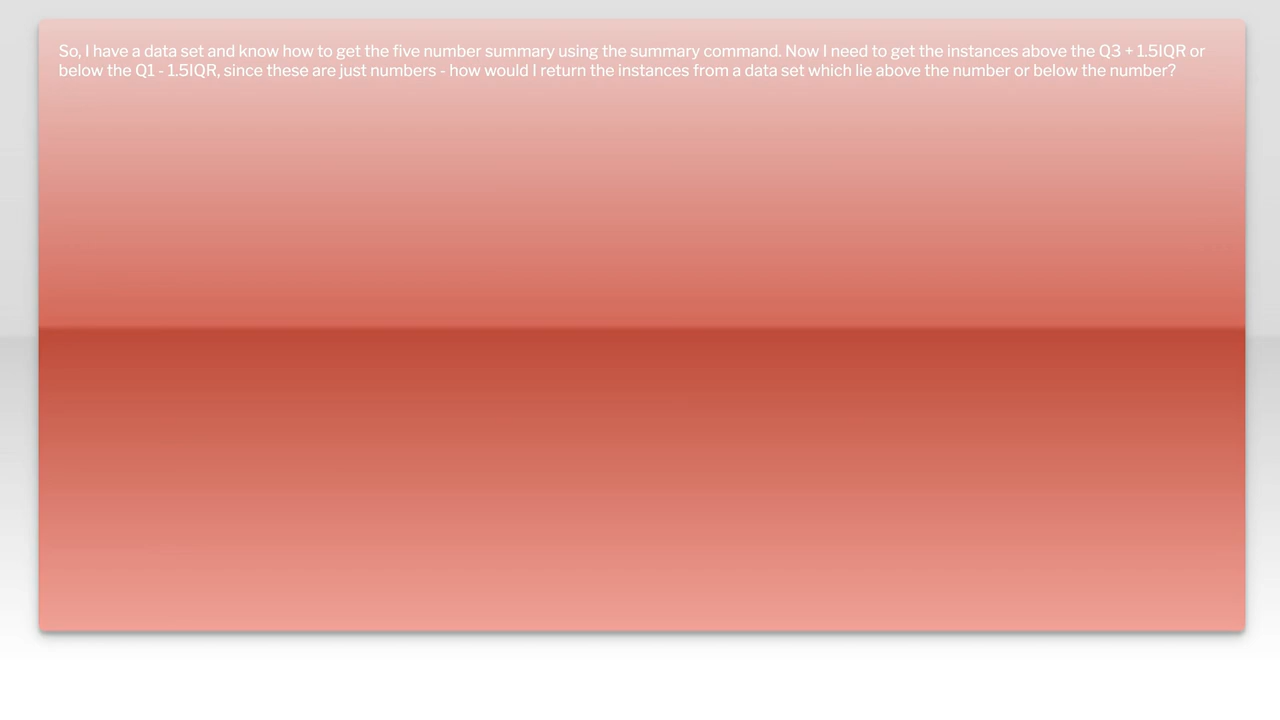 So, I have a data set and know how to get the five number summary using the summary command. Now I need to get the instances above the Q3 + 1.5IQR or
below the Q1 - 1.5IQR, since these are just numbers - how would I return the instances from a data set which lie above the number or below the number?